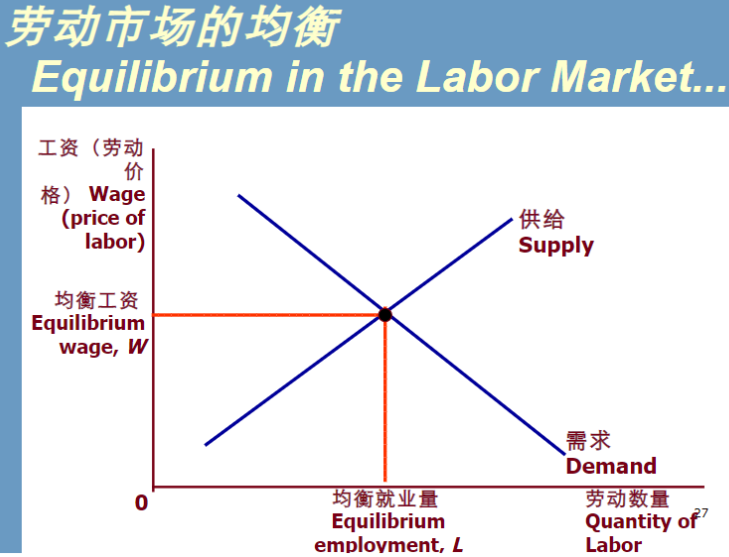 劳动市场的均衡
Equilibrium in the Labor Market...
工资（劳动
价
格） Wage
(price of
labor)
供给
Supply
均衡工资
Equilibrium
wage, W
需求
Demand
0
均衡就业量
Equilibrium
employment, L
劳动数量
Quantity of
Labor
27